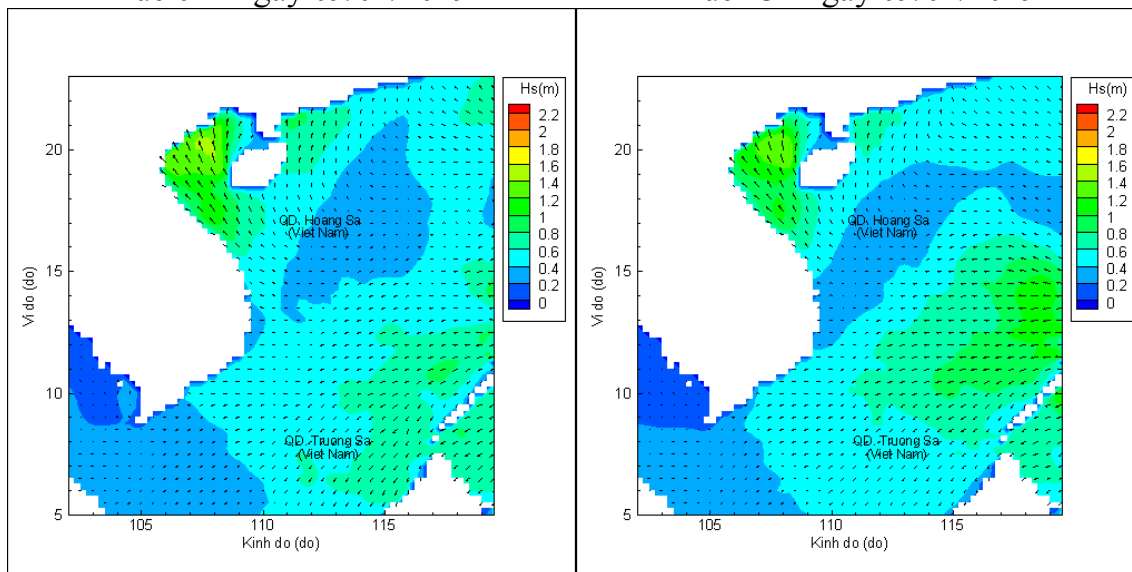 Hs(m)
2.2
2
1.8
1.6
1.4
1.2
1
0.8
0.6
0.4
0.2
0
20
15
10
5
Vi do (do)
QD. Hoang Sa
(Viet Nam)
QD. Truong Sa
(Viet Nam)
105
110
115
Kinh do (do)
Hs(m)
2.2
2
1.8
1.6
1.4
1.2
1
0.8
0.6
0.4
0.2
0
20
15
10
5
Vi do (do)
QD. Hoang Sa
(Viet Nam)
QD. Truong Sa
(Viet Nam)
105
110
115
Kinh do (do)